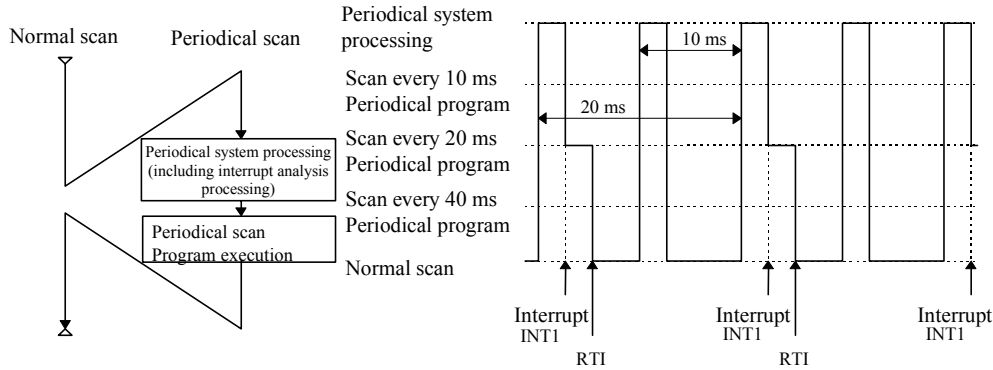 Normal scan
Periodical scan
Periodical system processing
(including interrupt analysis
processing)
Periodical scan
Program execution
Periodical system
processing
Scan every 10 ms
Periodical program
Scan every 20 ms
Periodical program
Scan every 40 ms
Periodical program
Normal scan
10 ms
20 ms
Interrupt
INT1
RTI
Interrupt
INT1
RTI
Interrupt
INT1